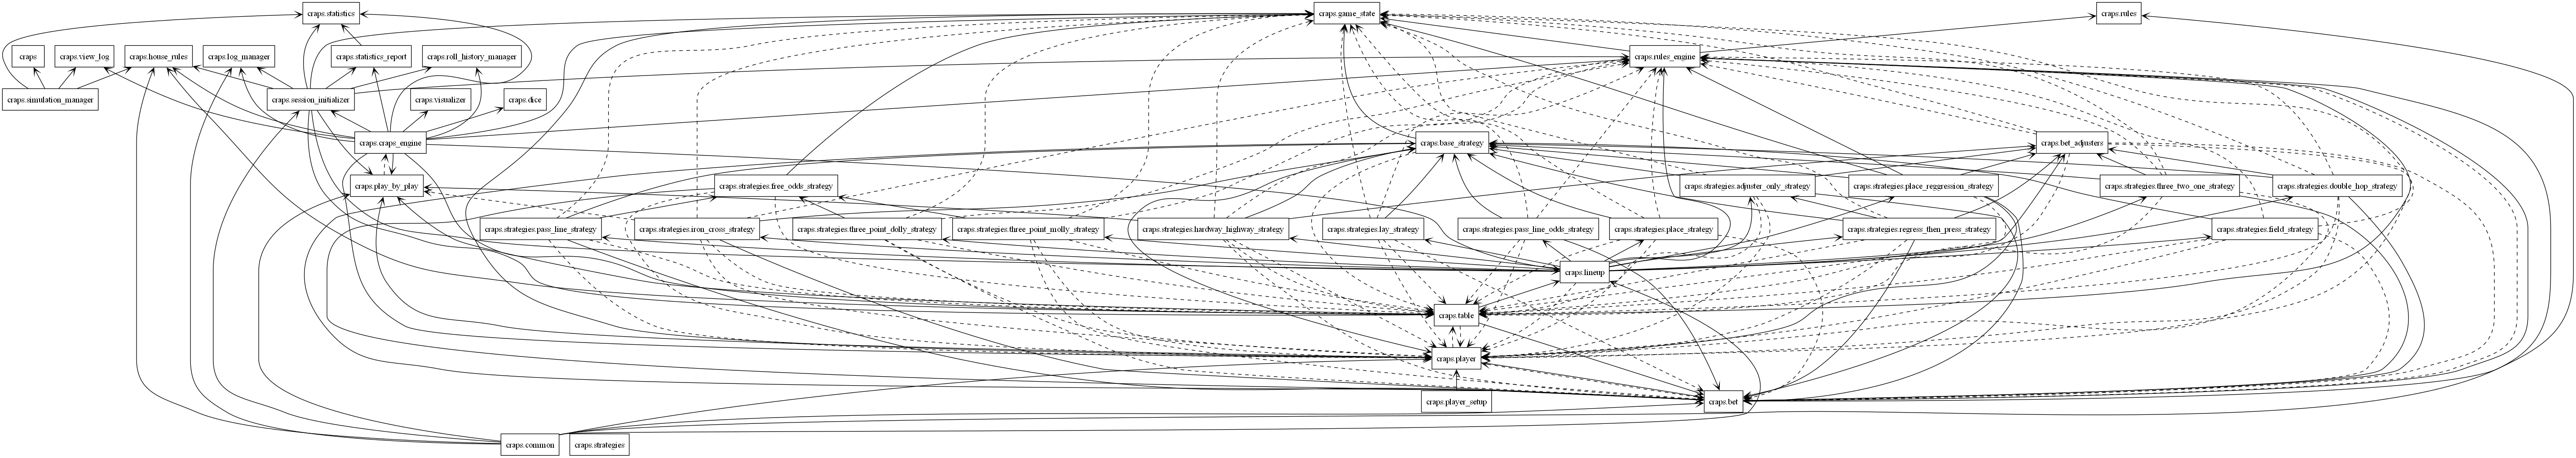 craps.statistics
craps.game_state
craps.rules
craps
craps.view_log
craps.house_rules
craps.log_manager
craps.statistics_report
craps.roll_history_manager
craps.rules_engine
craps.simulation_manager
craps.session_initializer
craps.visualizer
craps.dice
craps.craps_engine
craps.base_strategy
craps.bet_adjusters
craps.play_by_play
craps.strategies.free_odds_strategy
craps.strategies.adjuster_only_strategy
craps.strategies.place_reggression_strategy
craps.strategies.three_two_one_strategy
craps.strategies.double_hop_strategy
craps.strategies.pass_line_strategy
craps.strategies.iron_cross_strategy
craps.strategies.three_point_dolly_strategy
craps.strategies.three_point_molly_strategy
craps.strategies.hardway_highway_strategy
craps.strategies.lay_strategy
craps.strategies.pass_line_odds_strategy
craps.strategies.place_strategy
craps.strategies.regress_then_press_strategy
craps.strategies.field_strategy
craps.lineup
craps.table
craps.player
craps.player_setup
craps.bet
craps.common
craps.strategies